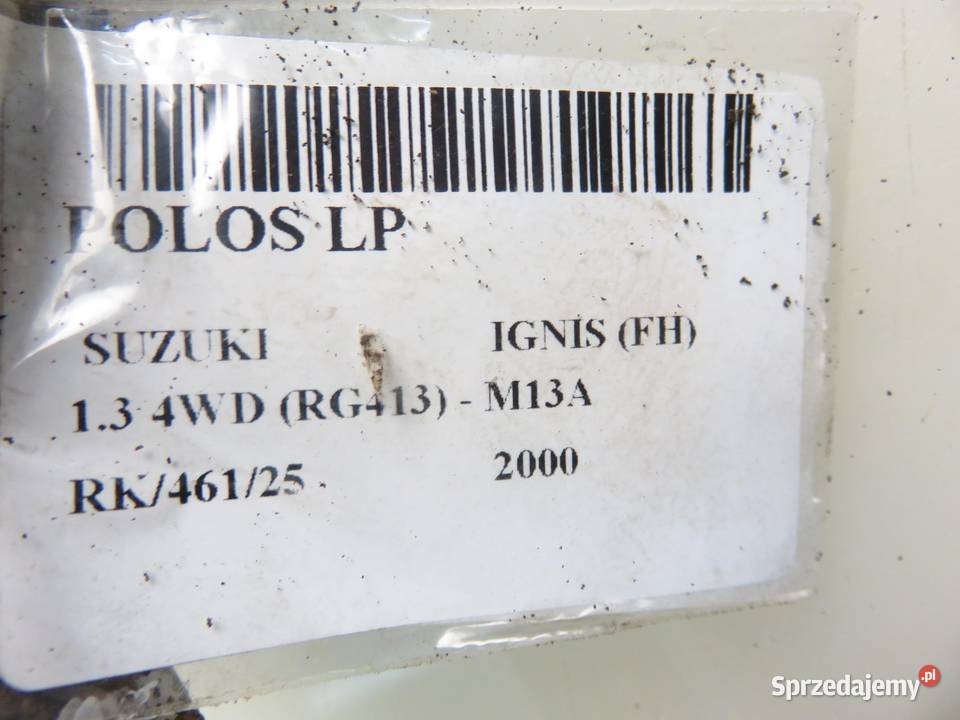 POLOS LP
SUZUKI IGNIS (FH)
1.3 4WD (RG413) - M13A
RK/461/25 2000
Sprzedajemy.pl